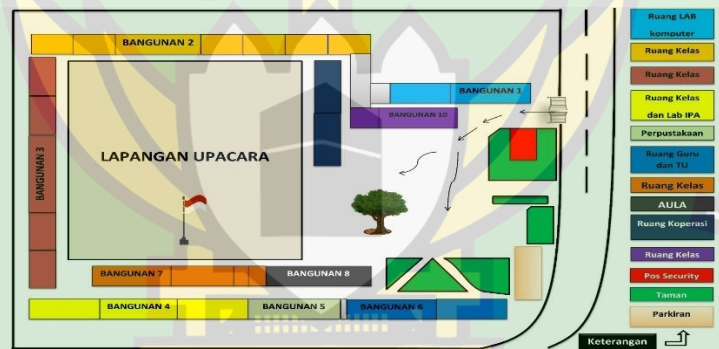 BANGUNAN 2
BANGUNAN 1
BANGUNAN 10
BANGUNAN 3
LAPANGAN UPACARA
BANGUNAN 7
BANGUNAN 8
BANGUNAN 4
BANGUNAN 5
BANGUNAN 6
Ruang LAB
komputer
Ruang Kelas
Ruang Kelas
Ruang Kelas
dan Lab IPA
Perpustakaan
Ruang Guru
dan TU
Ruang Kelas
AULA
Ruang Koperasi
Ruang Kelas
Pos Security
Taman
Parkiran
Keterangan